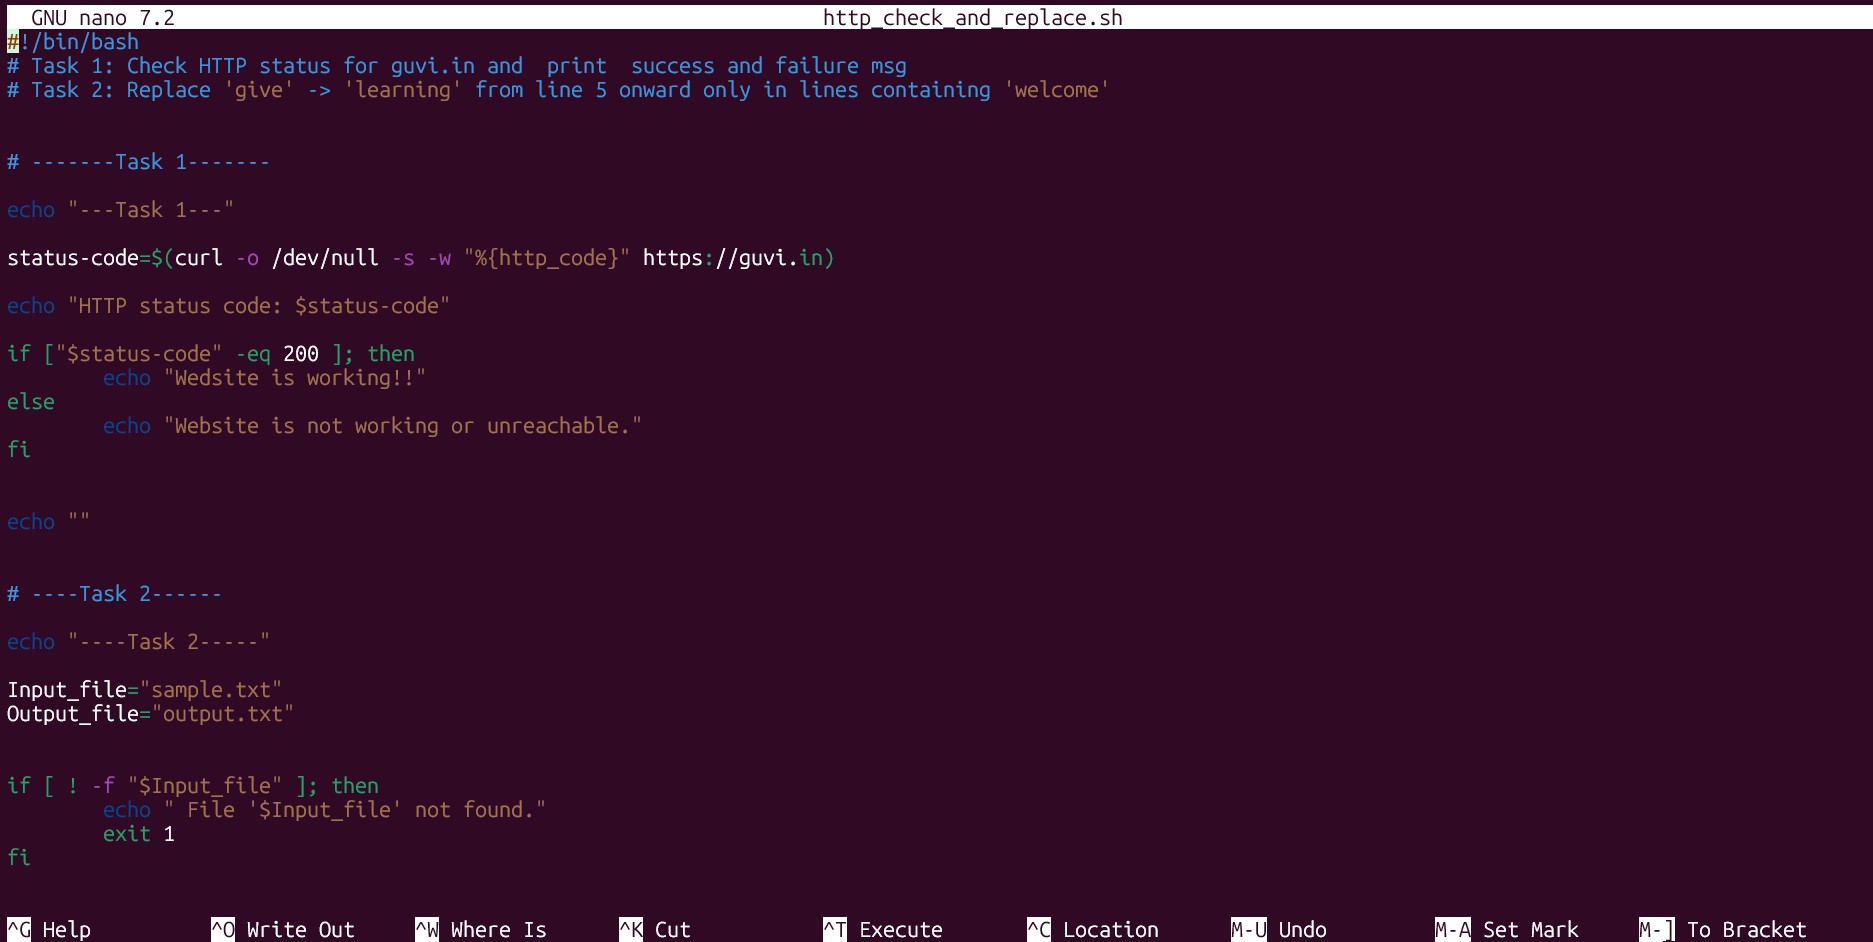 GNU nano 7.2 http_check_and_replace.sh
#!/bin/bash
# Task 1: Check HTTP status for guvi.in and  print  success and failure msg
# Task 2: Replace 'give' -> 'learning' from line 5 onward only in lines containing 'welcome'
# -------Task 1-------
echo "---Task 1---"
status-code=$(curl -o /dev/null -s -w "%{http_code}" https://guvi.in)
echo "HTTP status code: $status-code"
if ["$status-code" -eq 200 ]; then
echo "Wedsite is working!!"
else
echo "Website is not working or unreachable."
fi
echo ""
# ----Task 2------
echo "----Task 2-----"
Input_file="sample.txt"
Output_file="output.txt"
if [ ! -f "$Input_file" ]; then
echo " File '$Input_file' not found."
exit 1
fi
^G Help ^O Write Out ^W Where Is ^K Cut ^T Execute ^C Location M-U Undo M-A Set Mark M-] To Bracket